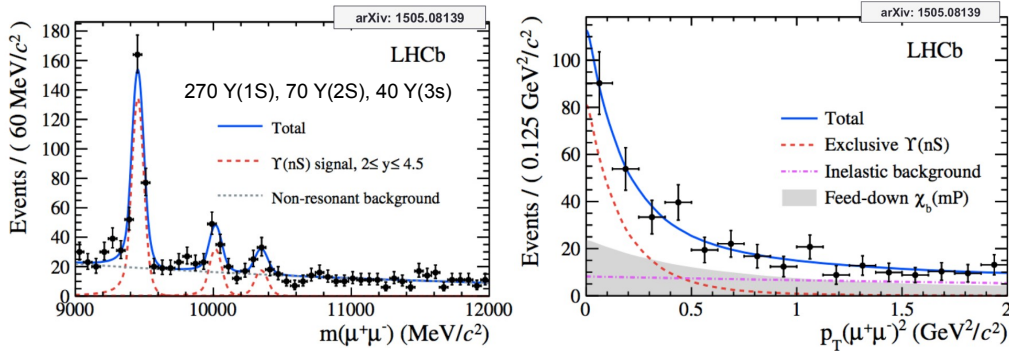 arXiv: 1505.08139
LHCb
270 Y(1S), 70 Y(2S), 40 Y(3s)
Total
ϒ(nS) signal, 2≤ y≤ 4.5
Non-resonant background
Events / ( 60 MeV/c²)
180
160
140
120
100
80
60
40
20
0
9000
10000
11000
12000
m(μ⁺μ⁻) (MeV/c²)
arXiv: 1505.08139
LHCb
Total
Exclusive ϒ(nS)
Inelastic background
Feed-down χb(mP)
Events / ( 0.125 GeV²/c²)
120
100
80
60
40
20
0
0
0.5
1
1.5
2
pT(μ⁺μ⁻)² (GeV²/c²)